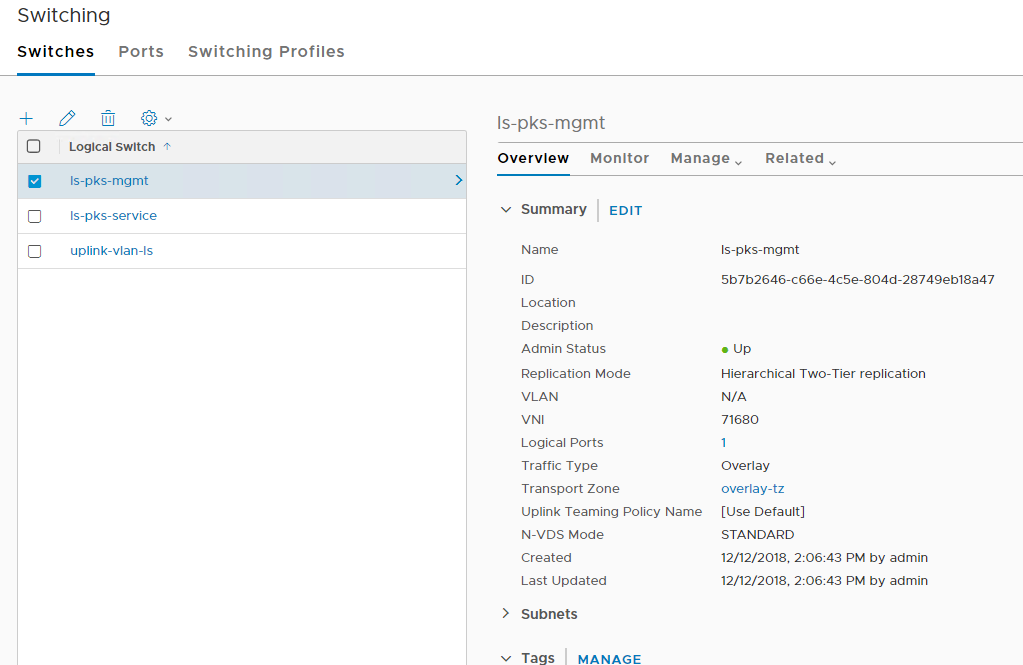 Switching
Switches Ports Switching Profiles
Logical Switch
ls-pks-mgmt
ls-pks-service
uplink-vlan-ls
ls-pks-mgmt
Overview Monitor Manage Related
Summary EDIT
Name ls-pks-mgmt
ID 5b7b2646-c66e-4c5e-804d-28749eb18a47
Location
Description
Admin Status Up
Replication Mode Hierarchical Two-Tier replication
VLAN N/A
VNI 71680
Logical Ports 1
Traffic Type Overlay
Transport Zone overlay-tz
Uplink Teaming Policy Name [Use Default]
N-VDS Mode STANDARD
Created 12/12/2018, 2:06:43 PM by admin
Last Updated 12/12/2018, 2:06:43 PM by admin
Subnets
Tags MANAGE